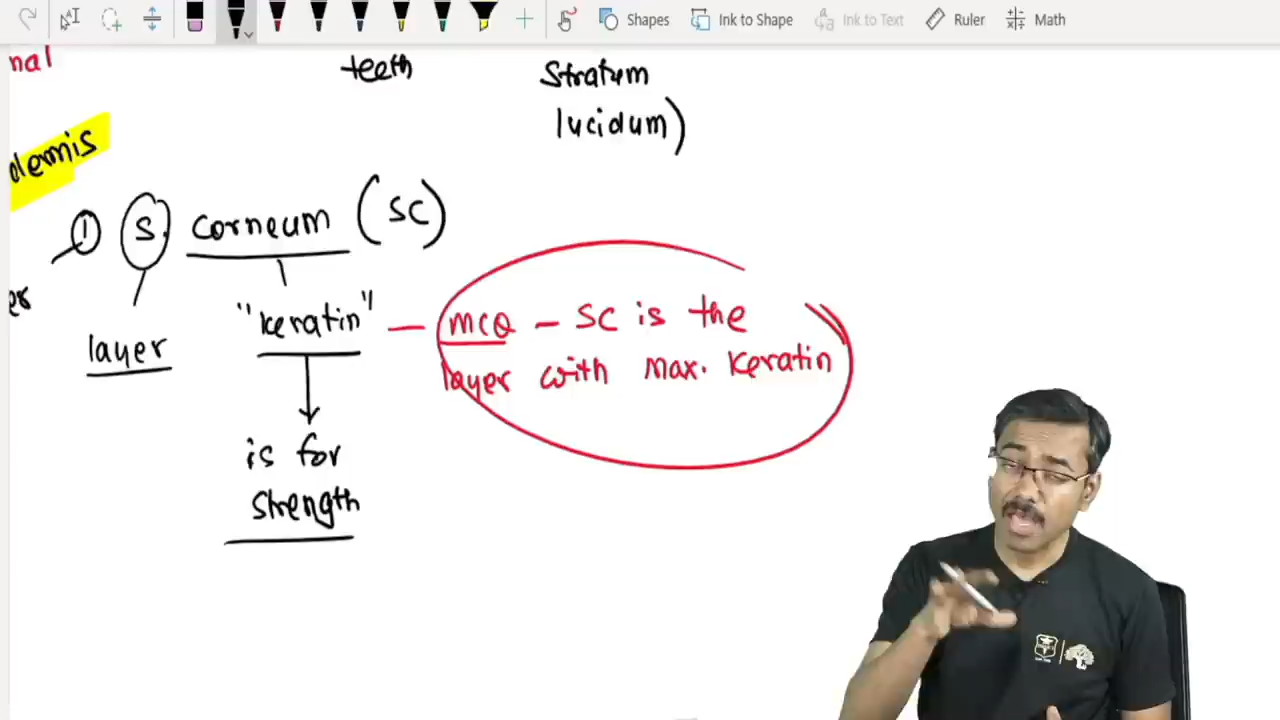 Shapes Ink to Shape Ink to Text Ruler Math
nal
teeth
Stratum
lucidum)
dermis
① S. corneum (SC)
er
layer
"keratin" – MCQ – SC is the
layer with max. keratin
is for
strength